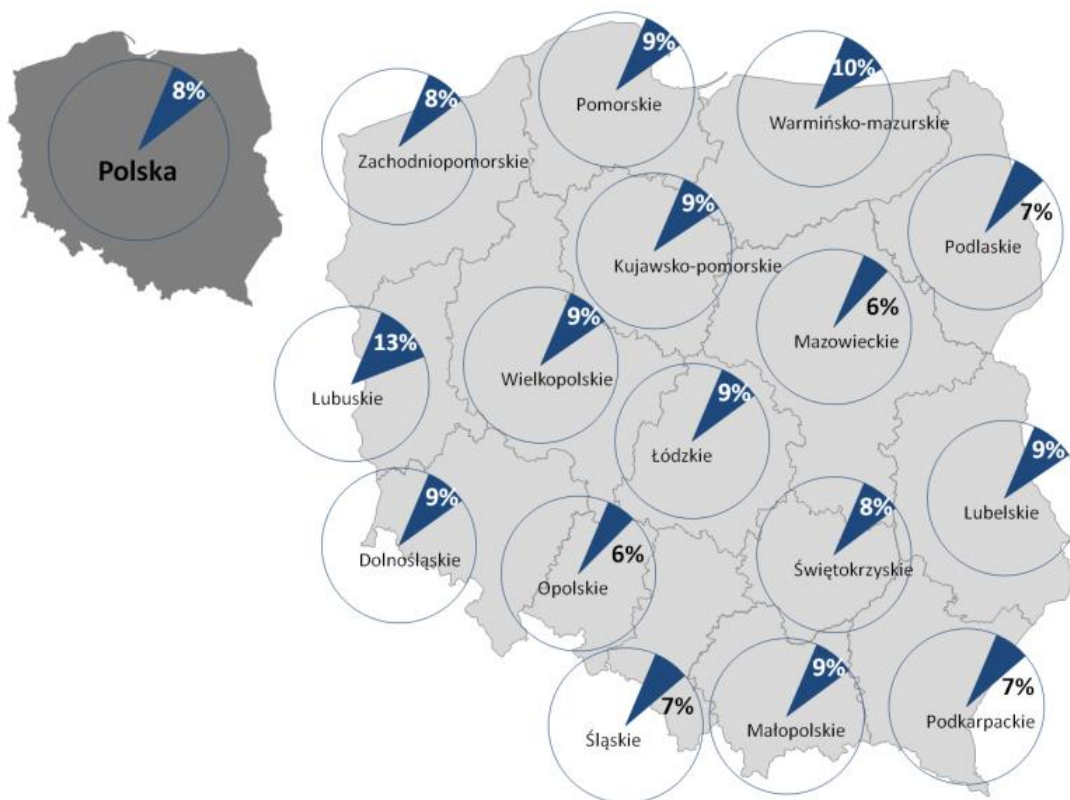 8%
Polska
9%
Pomorskie
10%
Warmińsko-mazurskie
8%
Zachodniopomorskie
7%
Podlaskie
9%
Kujawsko-pomorskie
6%
Mazowieckie
13%
Lubuskie
9%
Wielkopolskie
9%
Łódzkie
9%
Lubelskie
9%
Dolnośląskie
6%
Opolskie
8%
Świętokrzyskie
7%
Śląskie
9%
Małopolskie
7%
Podkarpackie